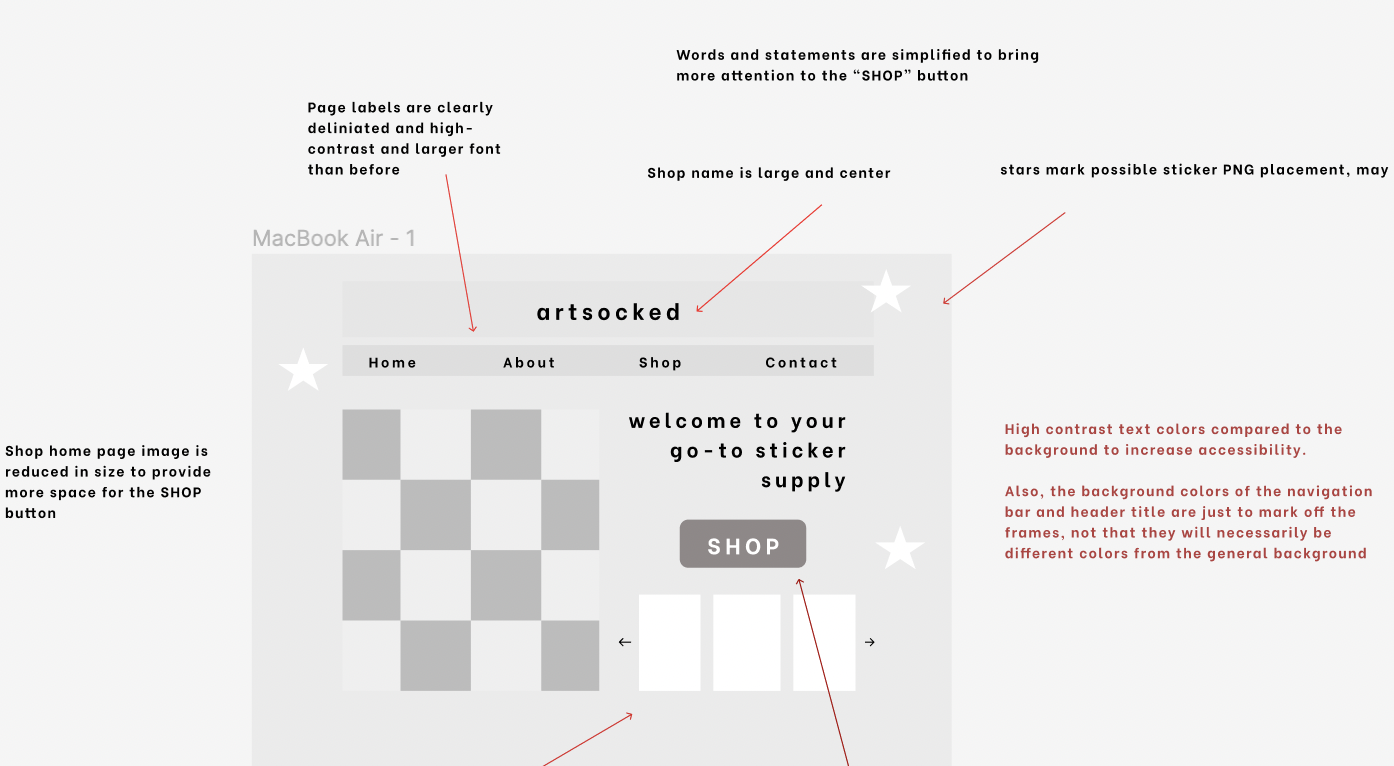 Words and statements are simplified to bring
more attention to the “SHOP” button
Page labels are clearly
deliniated and high-
contrast and larger font
than before
Shop name is large and center
stars mark possible sticker PNG placement, may
MacBook Air - 1
artsocked
Home About Shop Contact
welcome to your
go-to sticker
supply
SHOP
Shop home page image is
reduced in size to provide
more space for the SHOP
button
High contrast text colors compared to the
background to increase accessibility.
Also, the background colors of the navigation
bar and header title are just to mark off the
frames, not that they will necessarily be
different colors from the general background